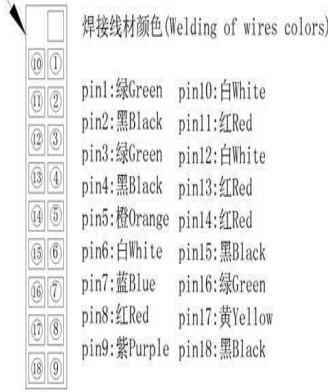 焊接线材颜色(Welding of wires colors)
⑩ ①
⑪ ②
⑫ ③
⑬ ④
⑭ ⑤
⑮ ⑥
⑯ ⑦
⑰ ⑧
⑱ ⑨
pin1:绿Green pin10:白White
pin2:黑Black pin11:红Red
pin3:绿Green pin12:白White
pin4:黑Black pin13:红Red
pin5:橙Orange pin14:红Red
pin6:白White pin15:黑Black
pin7:蓝Blue pin16:绿Green
pin8:红Red pin17:黄Yellow
pin9:紫Purple pin18:黑Black